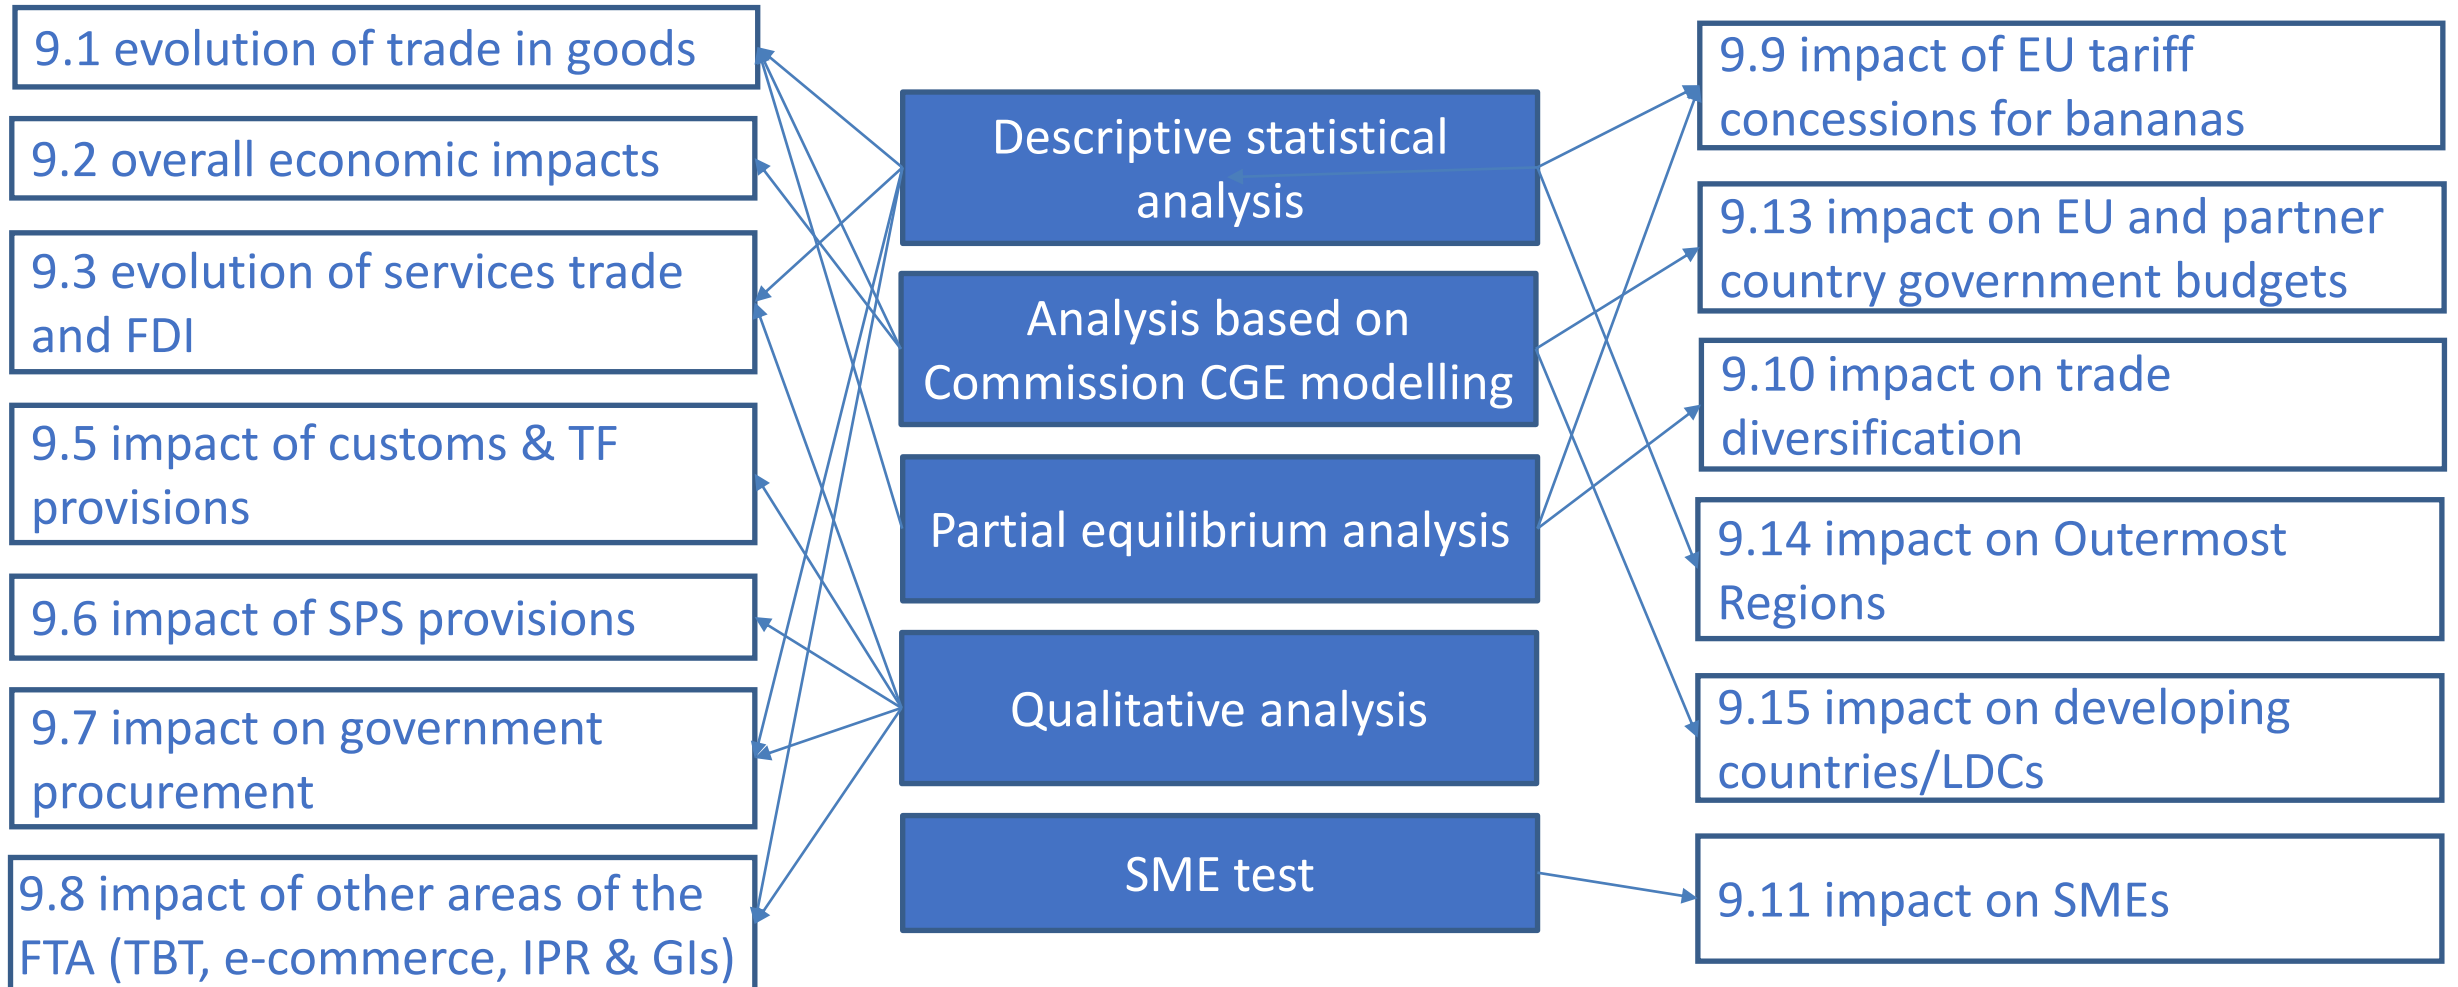 9.1 evolution of trade in goods
9.2 overall economic impacts
9.3 evolution of services trade
and FDI
9.5 impact of customs & TF
provisions
9.6 impact of SPS provisions
9.7 impact on government
procurement
9.8 impact of other areas of the
FTA (TBT, e-commerce, IPR & GIs)
Descriptive statistical
analysis
Analysis based on
Commission CGE modelling
Partial equilibrium analysis
Qualitative analysis
SME test
9.9 impact of EU tariff
concessions for bananas
9.13 impact on EU and partner
country government budgets
9.10 impact on trade
diversification
9.14 impact on Outermost
Regions
9.15 impact on developing
countries/LDCs
9.11 impact on SMEs